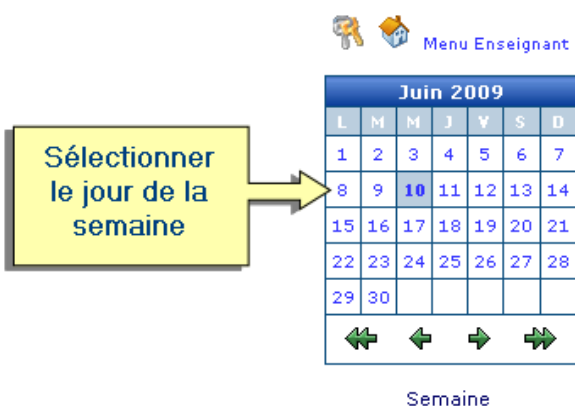 Menu Enseignant
Juin 2009
L M M J V S D
1 2 3 4 5 6 7
Sélectionner
le jour de la
semaine
8 9 10 11 12 13 14
15 16 17 18 19 20 21
22 23 24 25 26 27 28
29 30
Semaine